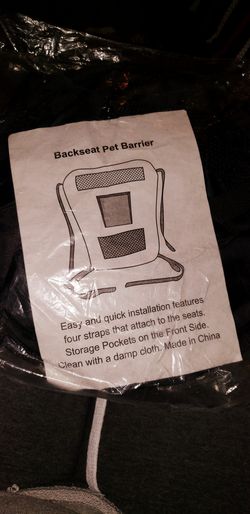 Backseat Pet Barrier
Easy and quick installation features
four straps that attach to the seats.
Storage Pockets on the Front Side.
Clean with a damp cloth. Made in China